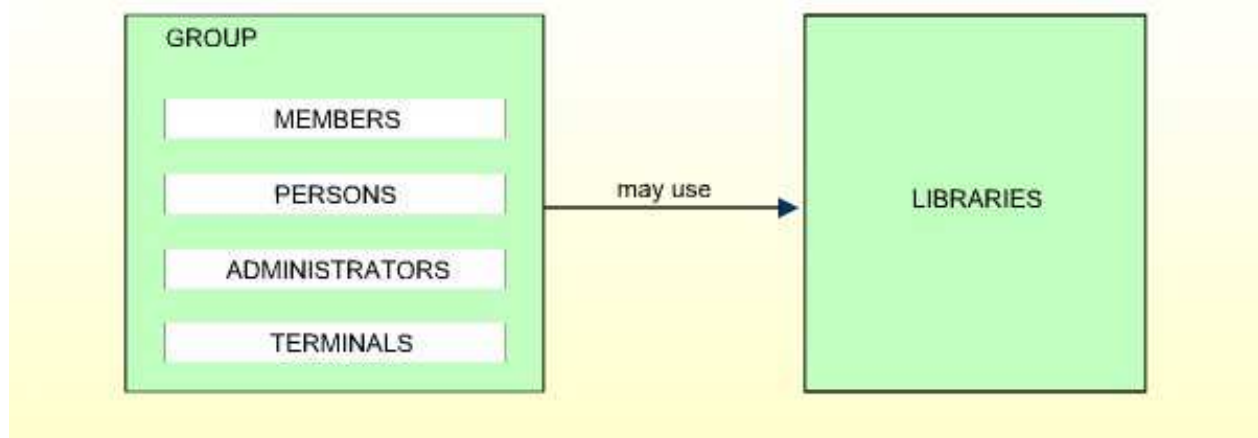 GROUP
MEMBERS
PERSONS
ADMINISTRATORS
TERMINALS
may use
LIBRARIES